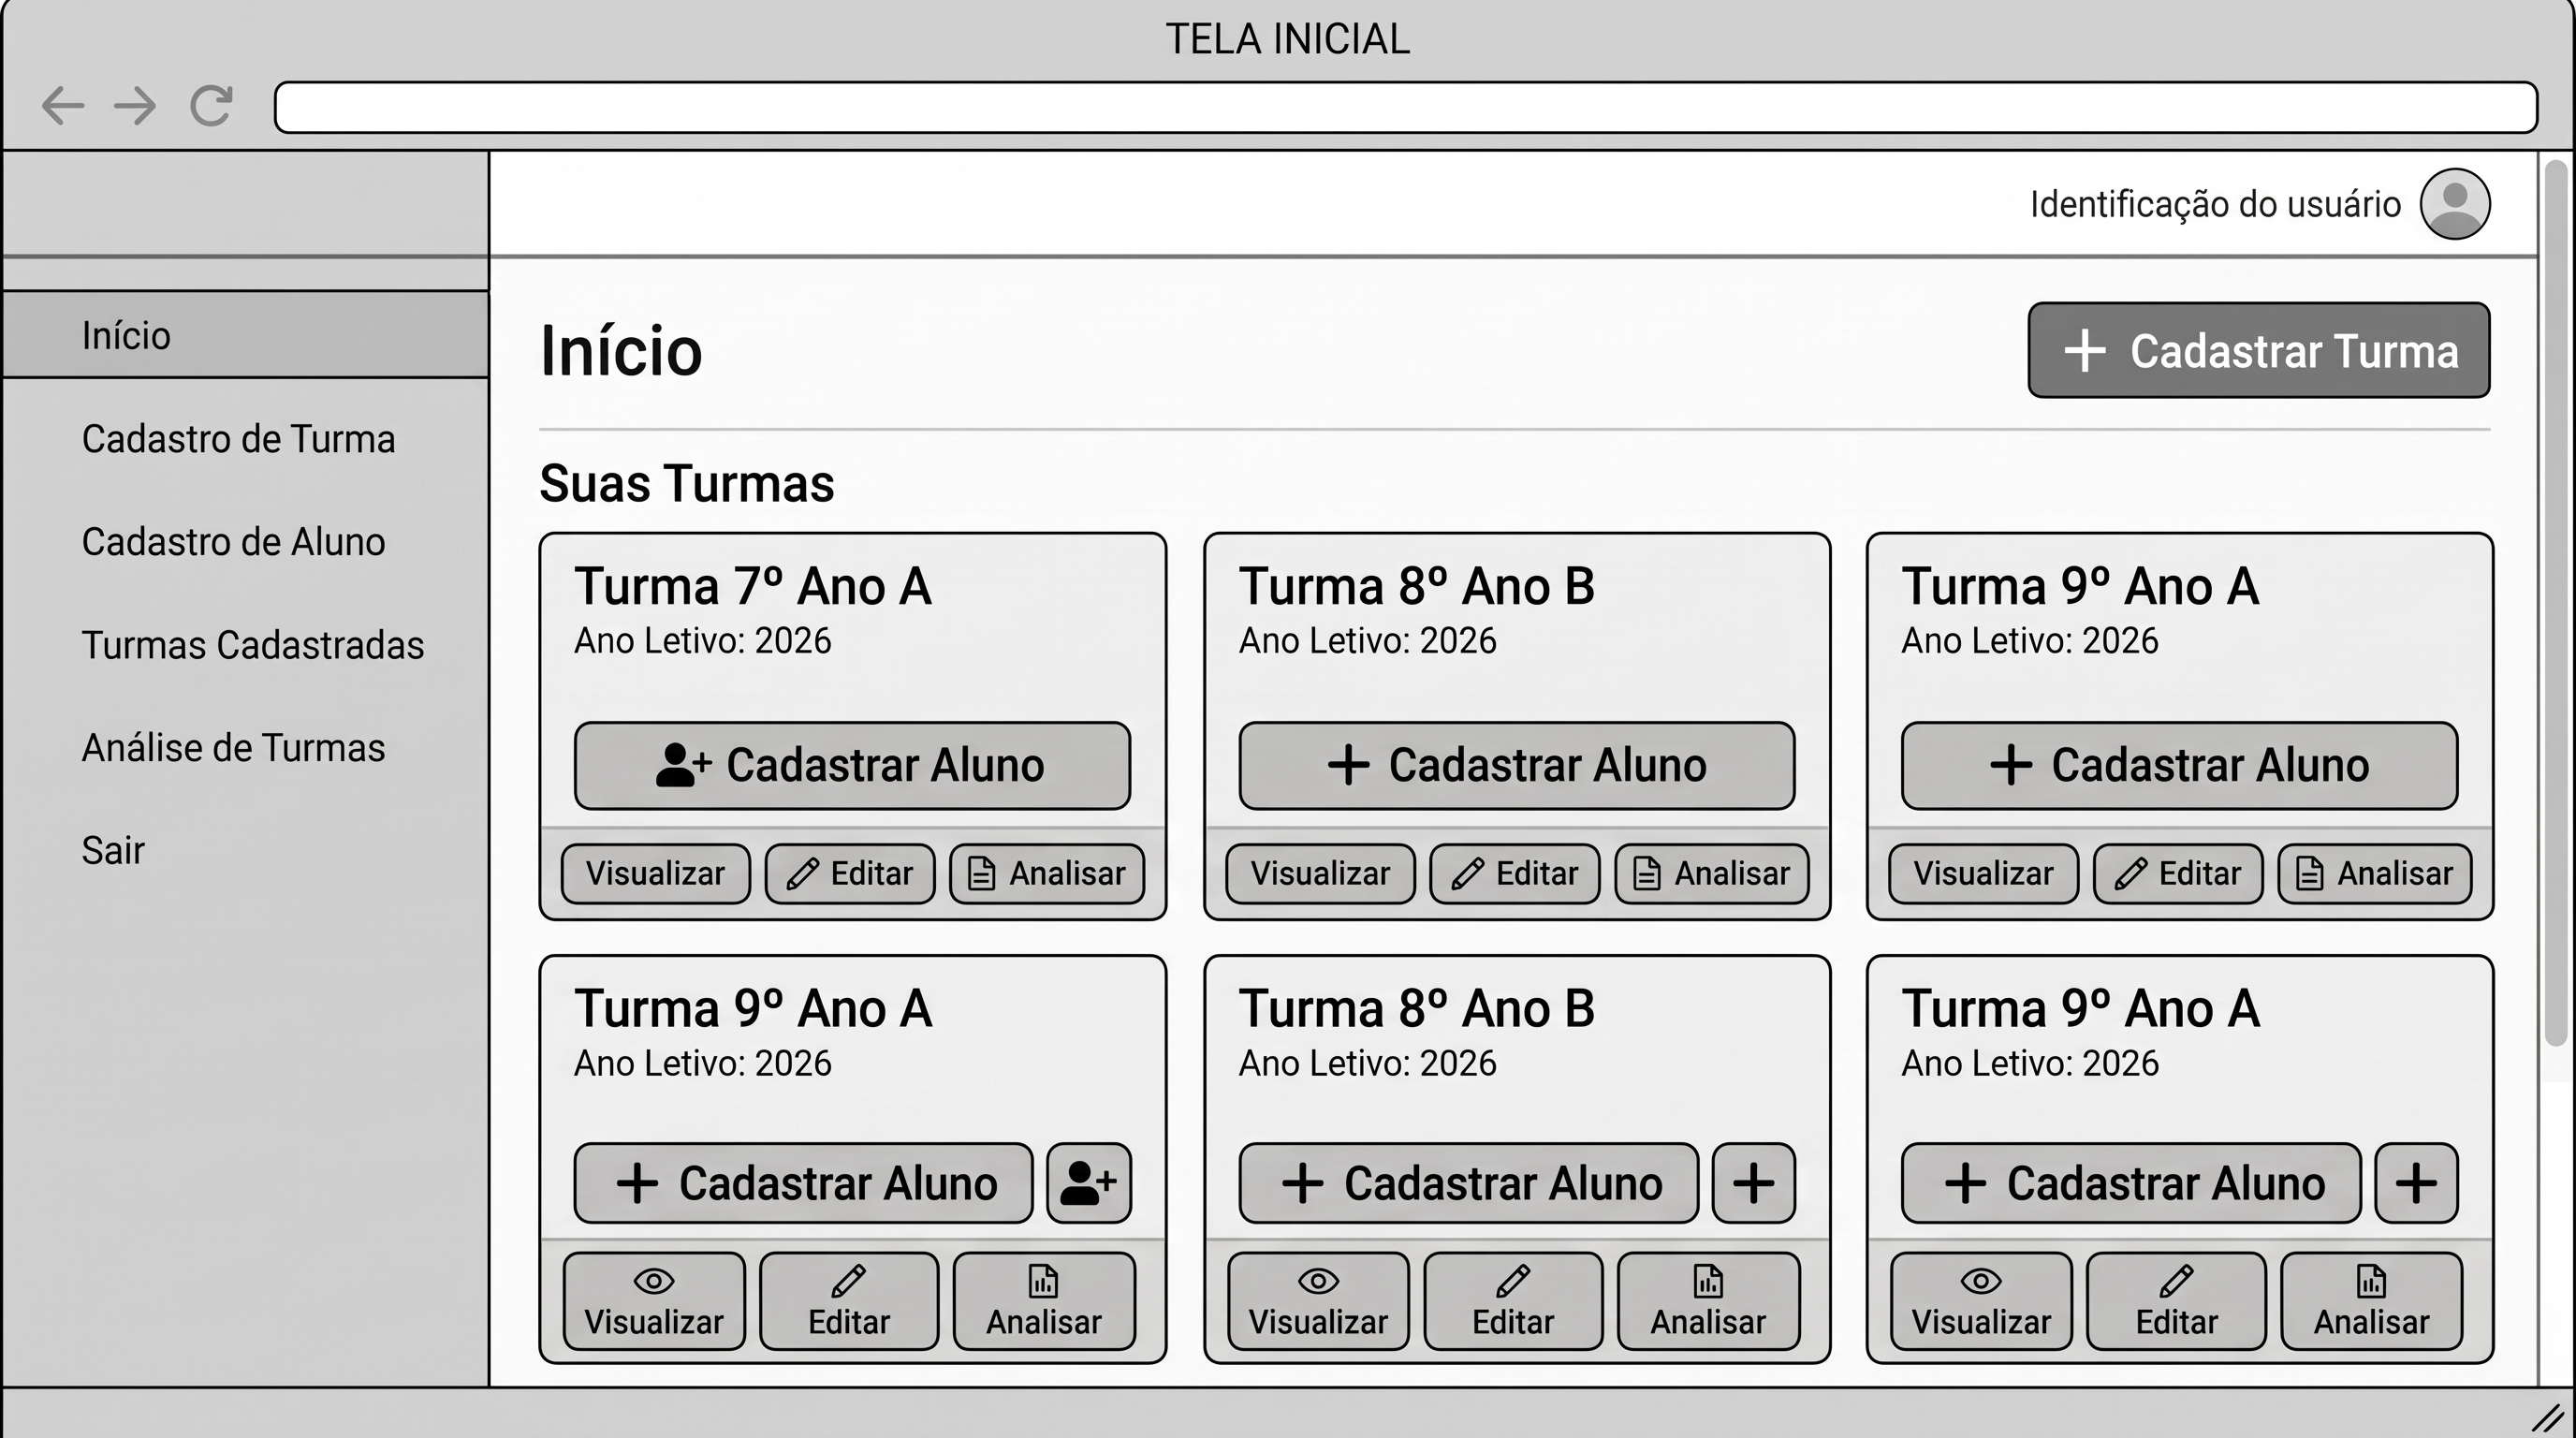 TELA INICIAL
Identificação do usuário
Início
Cadastro de Turma
Cadastro de Aluno
Turmas Cadastradas
Análise de Turmas
Sair
Início
+ Cadastrar Turma
Suas Turmas
Turma 7º Ano A
Ano Letivo: 2026
Cadastrar Aluno
Visualizar
Editar
Analisar
Turma 8º Ano B
Ano Letivo: 2026
+ Cadastrar Aluno
Visualizar
Editar
Analisar
Turma 9º Ano A
Ano Letivo: 2026
+ Cadastrar Aluno
Visualizar
Editar
Analisar
Turma 9º Ano A
Ano Letivo: 2026
+ Cadastrar Aluno
Visualizar
Editar
Analisar
Turma 8º Ano B
Ano Letivo: 2026
+ Cadastrar Aluno
+
Visualizar
Editar
Analisar
Turma 9º Ano A
Ano Letivo: 2026
+ Cadastrar Aluno
+
Visualizar
Editar
Analisar